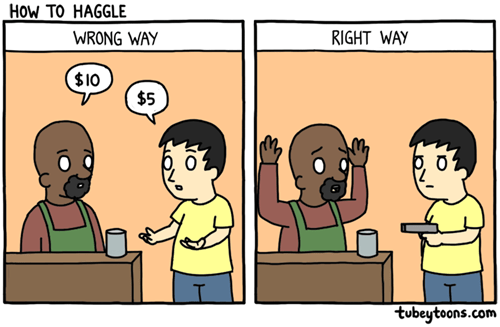 HOW TO HAGGLE
WRONG WAY
RIGHT WAY
$10
$5
tubeytoons.com